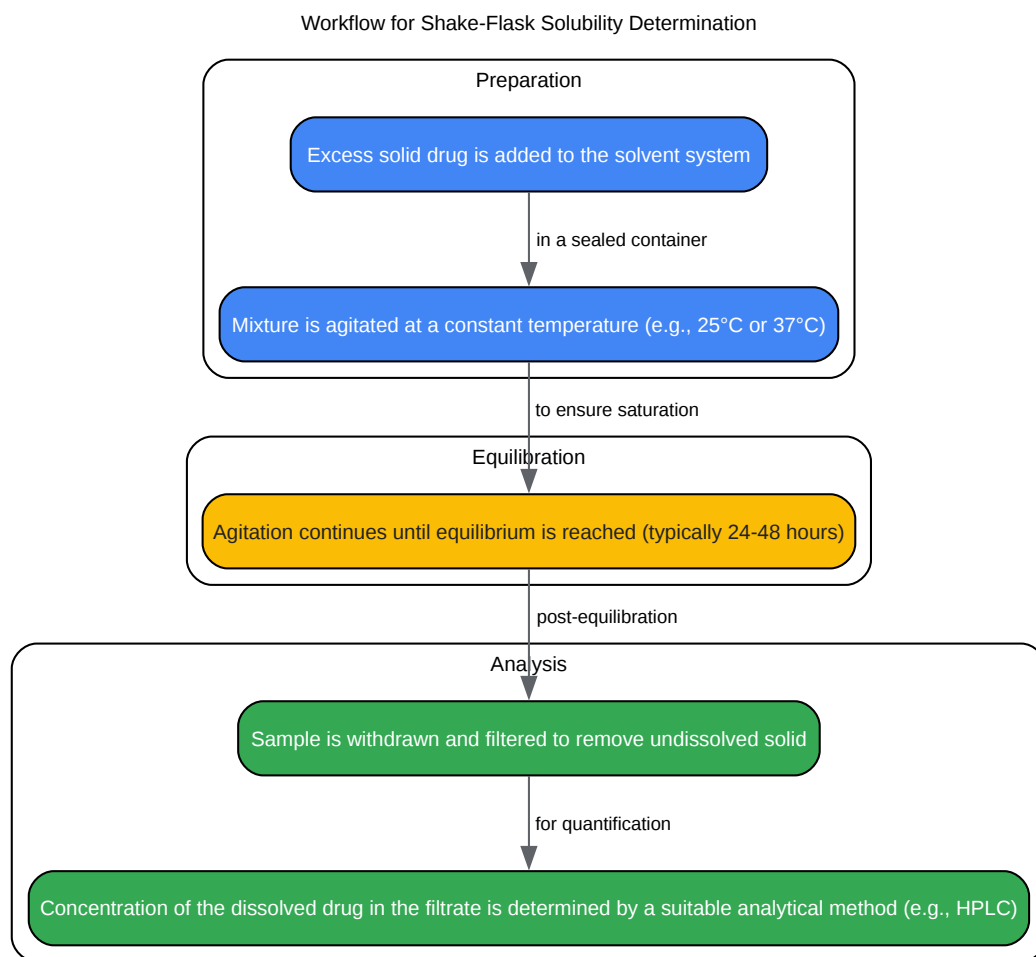 Workflow for Shake-Flask Solubility Determination
Preparation
Excess solid drug is added to the solvent system
in a sealed container
Mixture is agitated at a constant temperature (e.g., 25°C or 37°C)
to ensure saturation
Equilibration
Agitation continues until equilibrium is reached (typically 24-48 hours)
post-equilibration
Analysis
Sample is withdrawn and filtered to remove undissolved solid
for quantification
Concentration of the dissolved drug in the filtrate is determined by a suitable analytical method (e.g., HPLC)